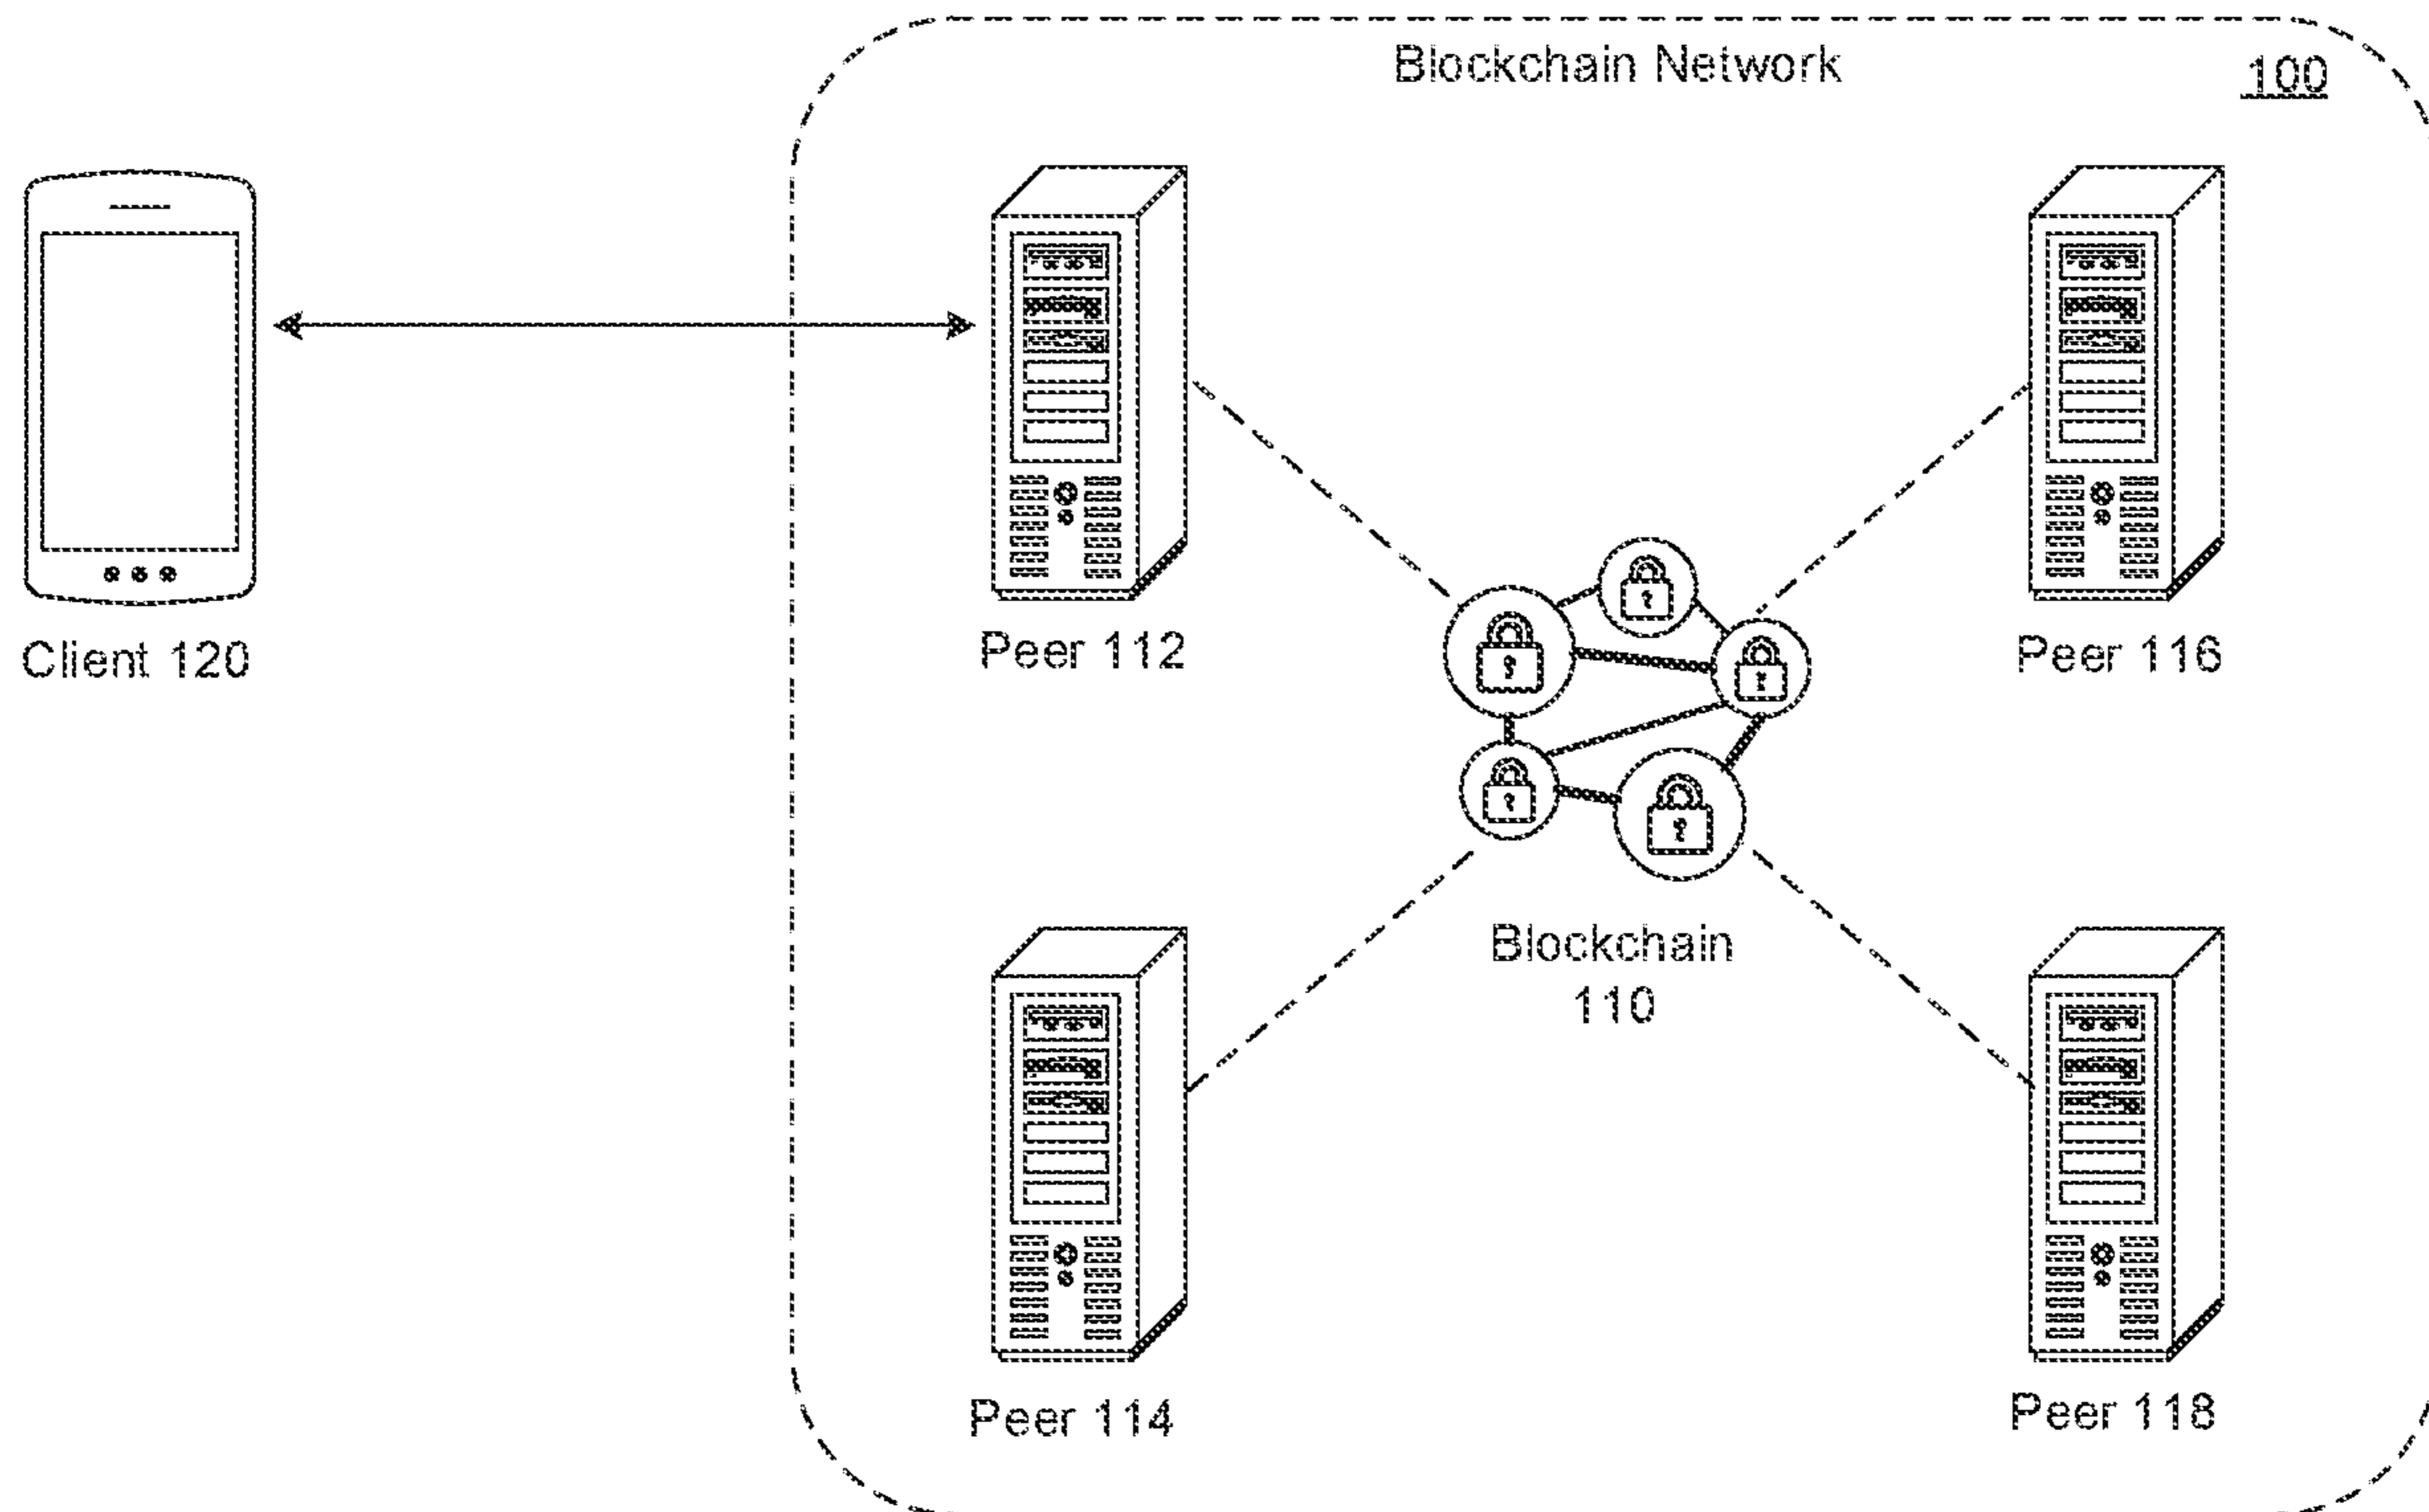 Blockchain Network
100
Client 120
Peer 112
Peer 116
Blockchain
110
Peer 114
Peer 118